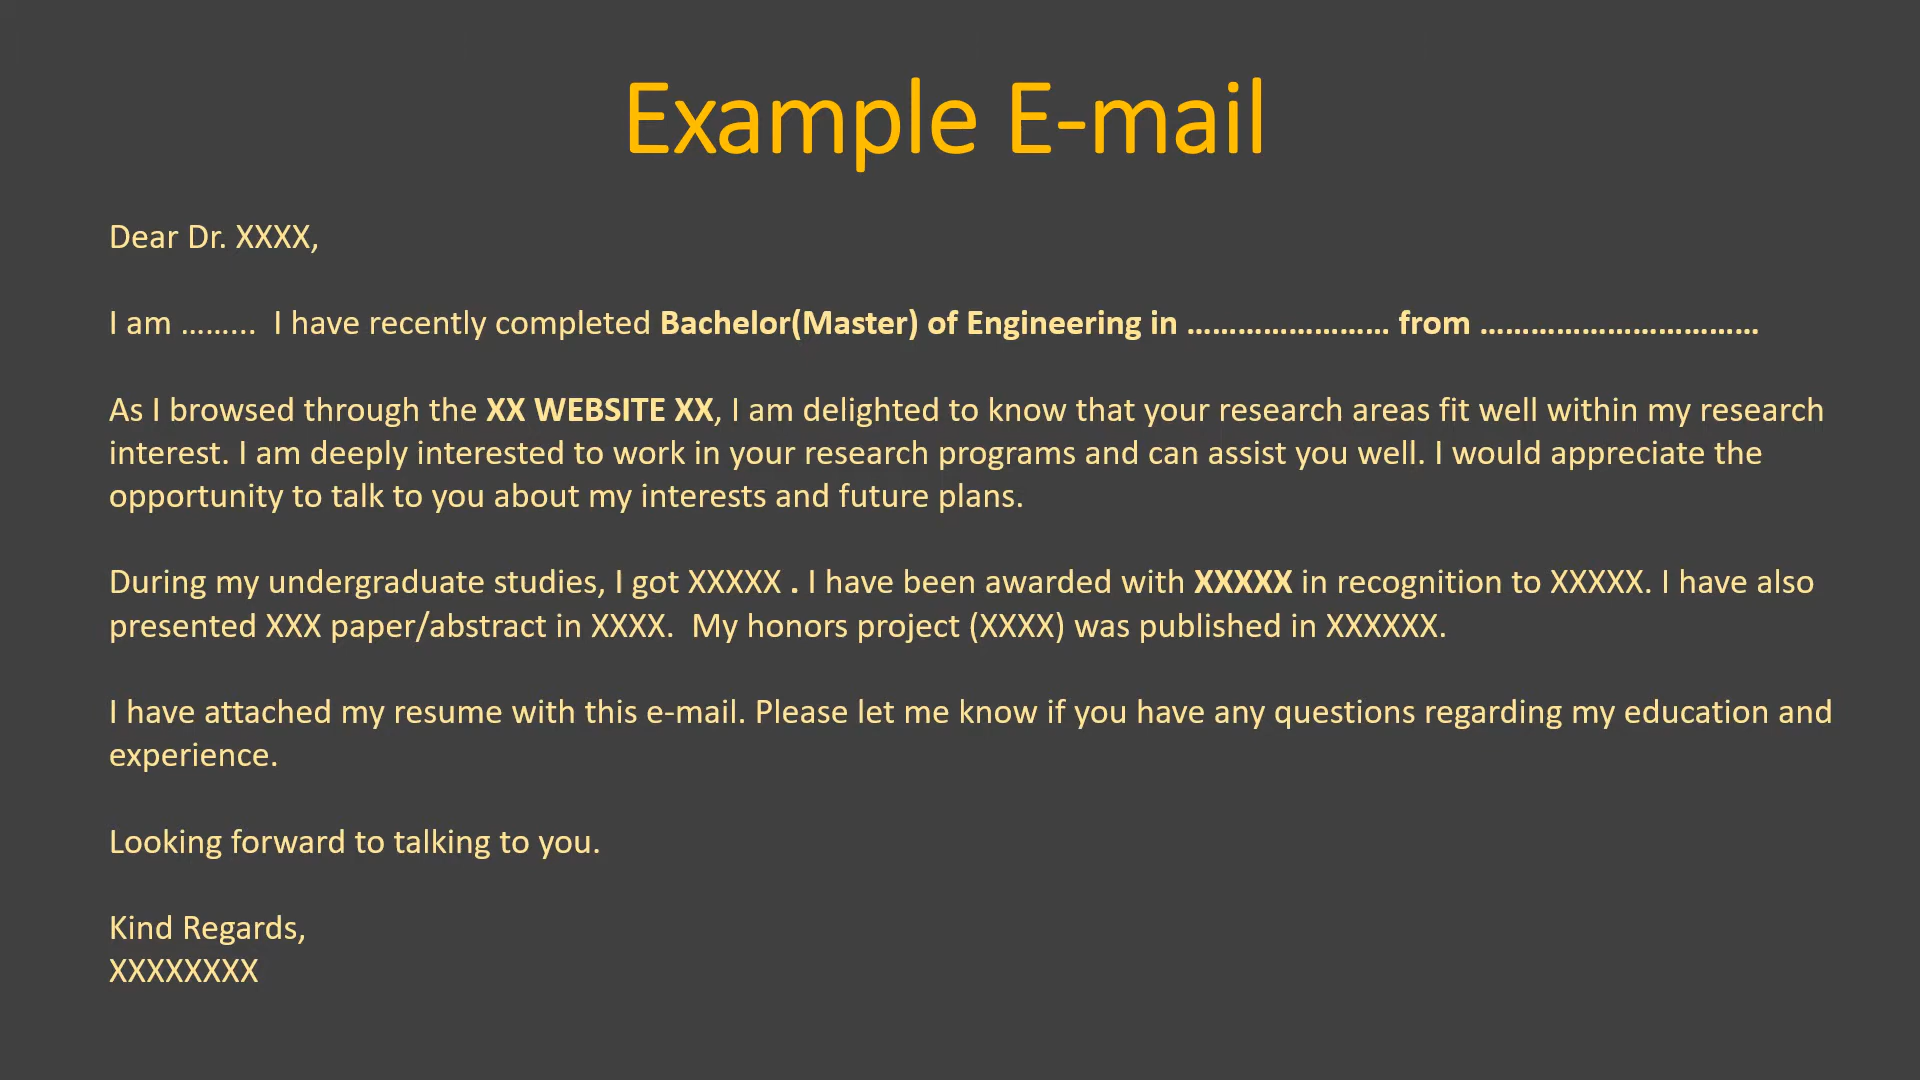 Example E-mail
Dear Dr. XXXX,
I am ……...  I have recently completed Bachelor(Master) of Engineering in …………………… from ……………………………
As I browsed through the XX WEBSITE XX, I am delighted to know that your research areas fit well within my research
interest. I am deeply interested to work in your research programs and can assist you well. I would appreciate the
opportunity to talk to you about my interests and future plans.
During my undergraduate studies, I got XXXXX . I have been awarded with XXXXX in recognition to XXXXX. I have also
presented XXX paper/abstract in XXXX.  My honors project (XXXX) was published in XXXXXX.
I have attached my resume with this e-mail. Please let me know if you have any questions regarding my education and
experience.
Looking forward to talking to you.
Kind Regards,
XXXXXXXX